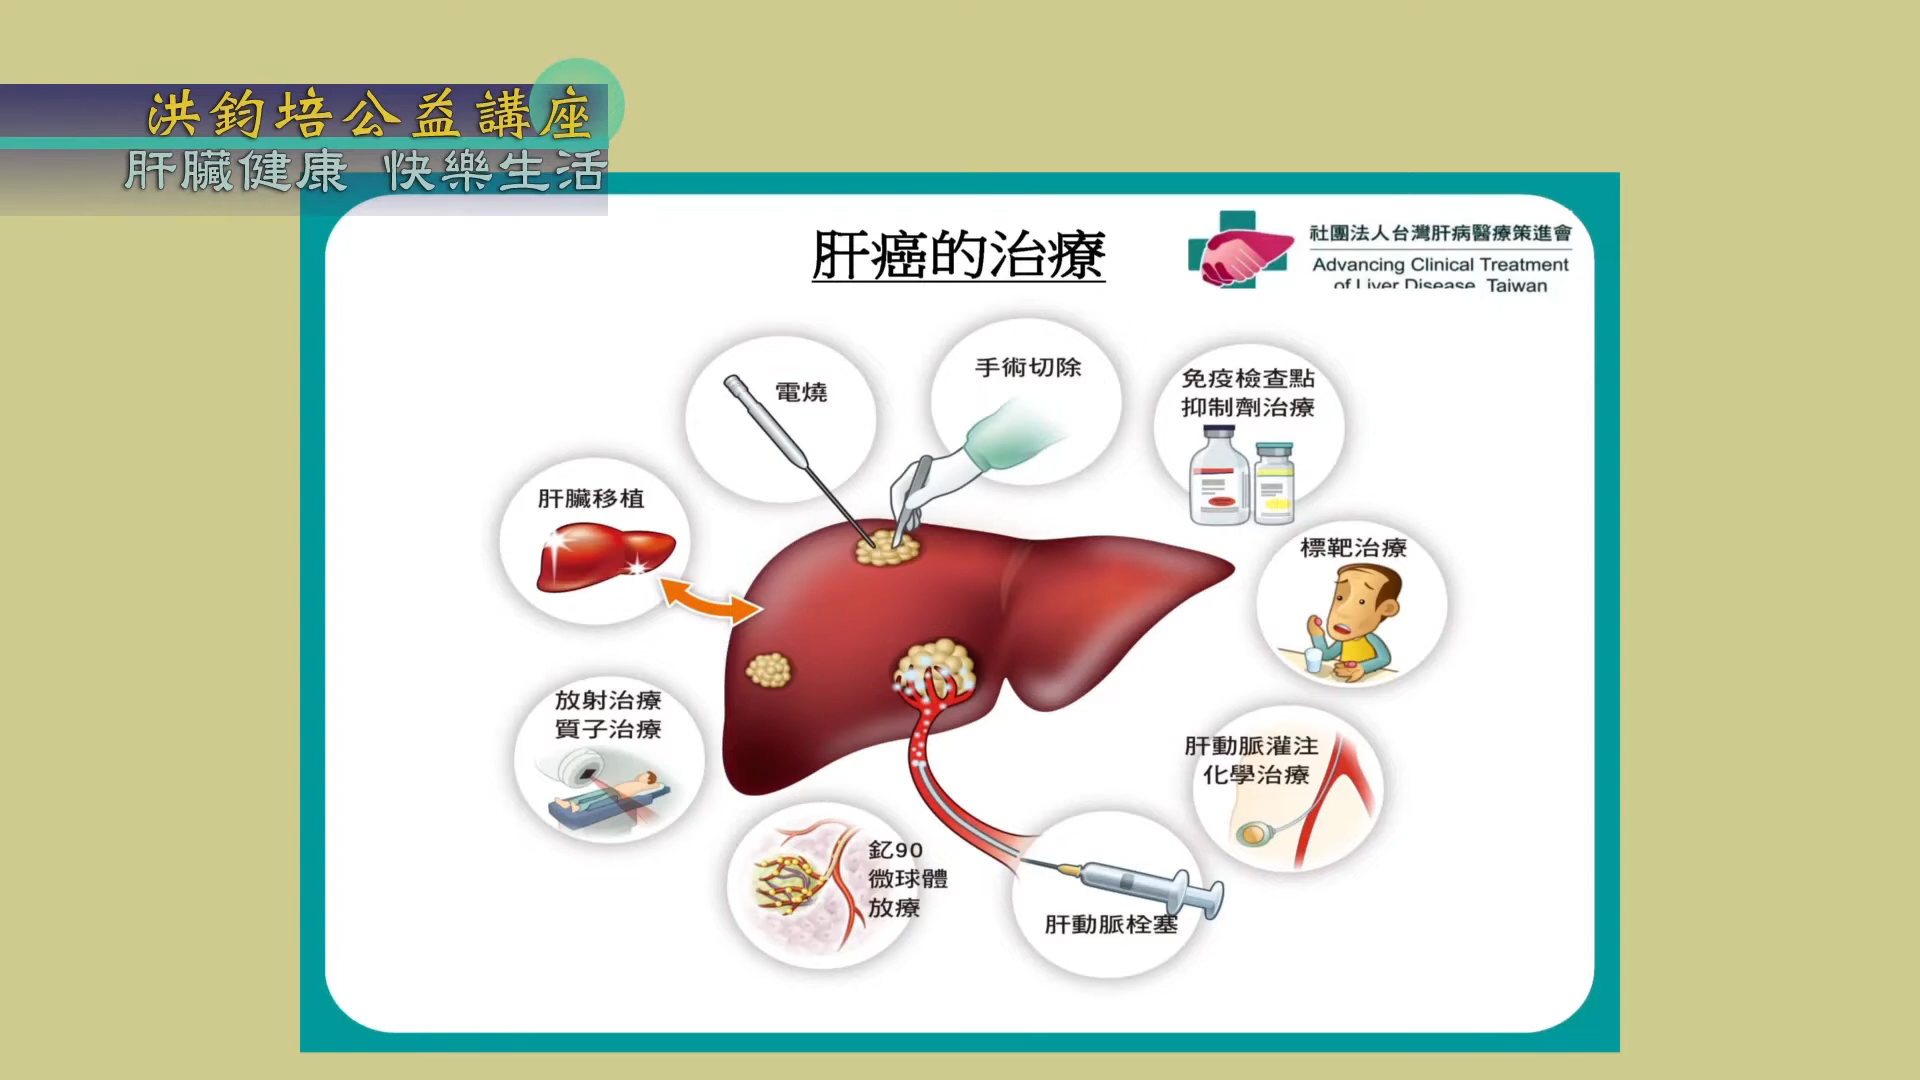 洪鈞培公益講座
肝臟健康 快樂生活
肝癌的治療
社團法人台灣肝病醫療策進會
Advancing Clinical Treatment
of Liver Disease, Taiwan
電燒
手術切除
免疫檢查點
抑制劑治療
肝臟移植
標靶治療
放射治療
質子治療
肝動脈灌注
化學治療
釔90
微球體
放療
肝動脈栓塞